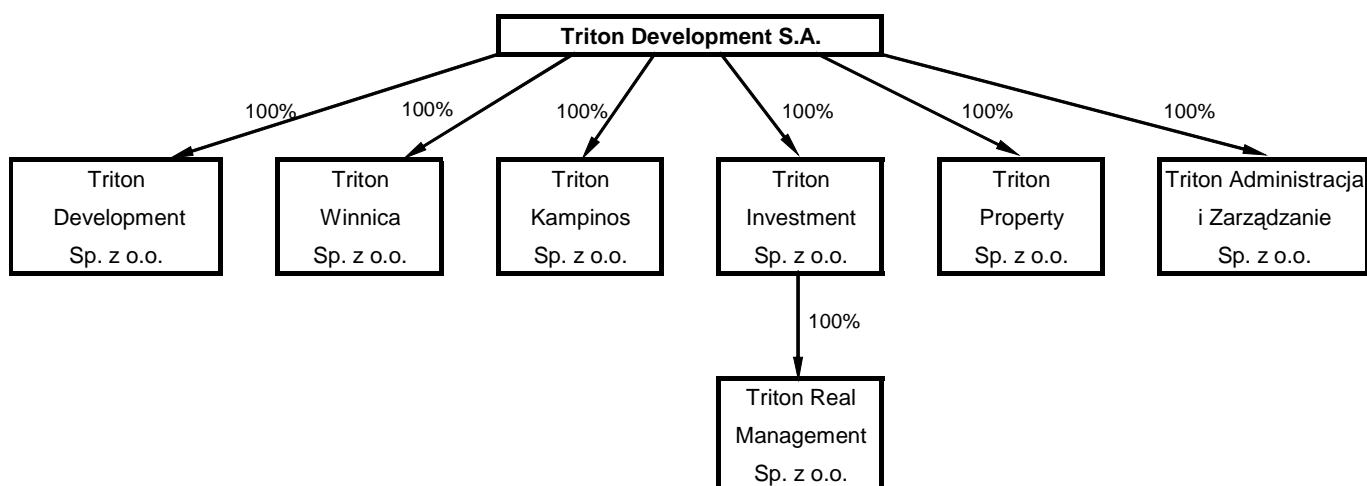 Triton Development S.A.
100%
100%
100%
100%
100%
100%
Triton
Development
Sp. z o.o.
Triton
Winnica
Sp. z o.o.
Triton
Kampinos
Sp. z o.o.
Triton
Investment
Sp. z o.o.
Triton
Property
Sp. z o.o.
Triton Administracja
i Zarządzanie
Sp. z o.o.
100%
Triton Real
Management
Sp. z o.o.